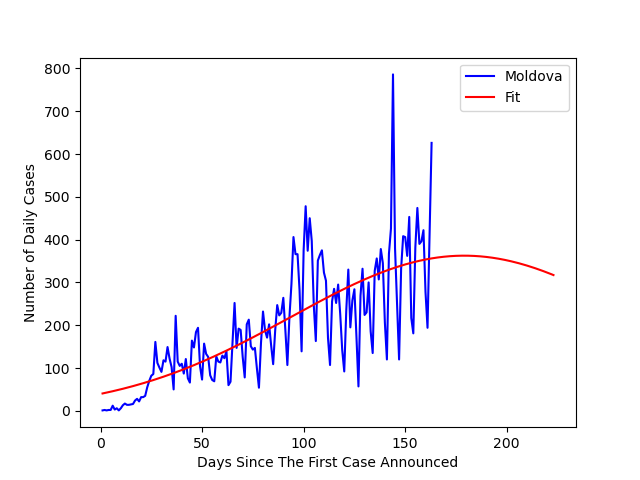 Number of Daily Cases
800
700
600
500
400
300
200
100
0
0 50 100 150 200
Days Since The First Case Announced
Moldova
Fit